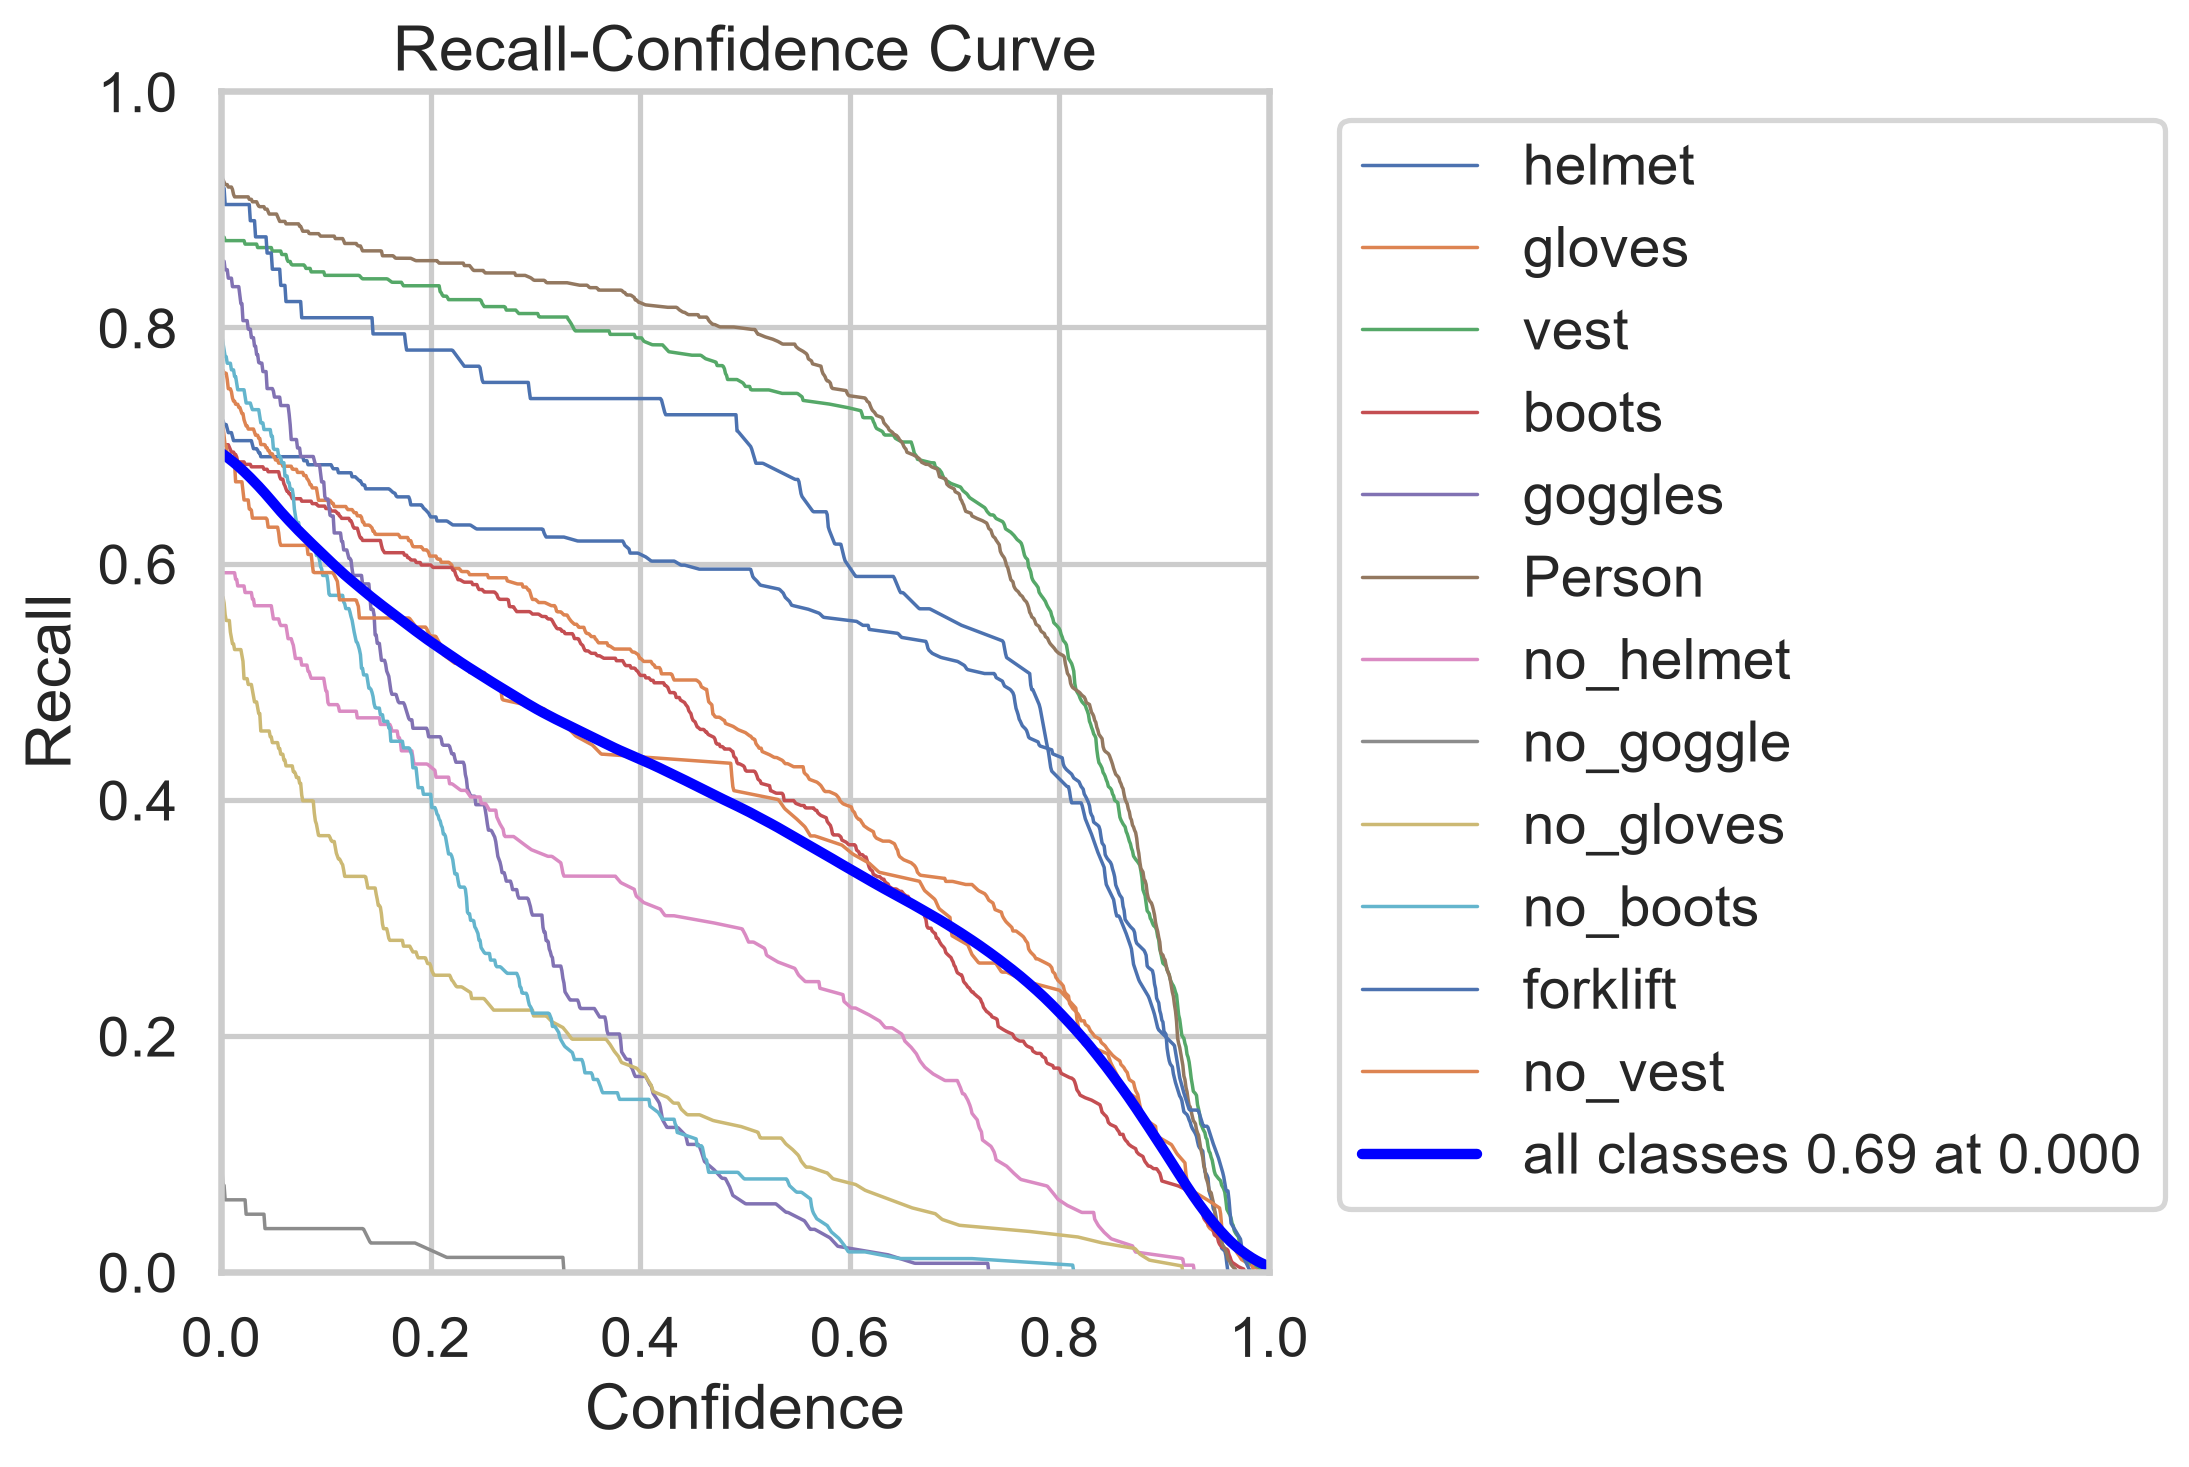 Recall-Confidence Curve
1.0
0.8
0.6
0.4
0.2
0.0
Recall
0.0 0.2 0.4 0.6 0.8 1.0
Confidence
helmet
gloves
vest
boots
goggles
Person
no_helmet
no_goggle
no_gloves
no_boots
forklift
no_vest
all classes 0.69 at 0.000